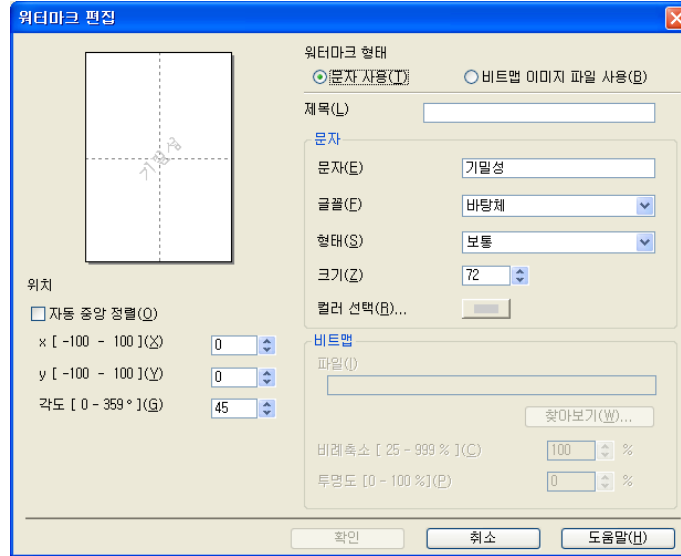 워터마크 편집
워터마크 형태
문자 사용(T)
비트맵 이미지 파일 사용(B)
제목(L)
문자
문자(E)
기밀성
글꼴(F)
바탕체
형태(S)
보통
크기(Z)
72
컬러 선택(R)...
기밀성
위치
자동 중앙 정렬(O)
x [ -100 - 100 ](X)
0
y [ -100 - 100 ](Y)
0
각도 [ 0 - 359 ° ](G)
45
비트맵
파일(I)
찾아보기(W)...
비례축소 [ 25 - 999 % ](C)
100
%
투명도 [0 - 100 %](P)
0
%
확인
취소
도움말(H)